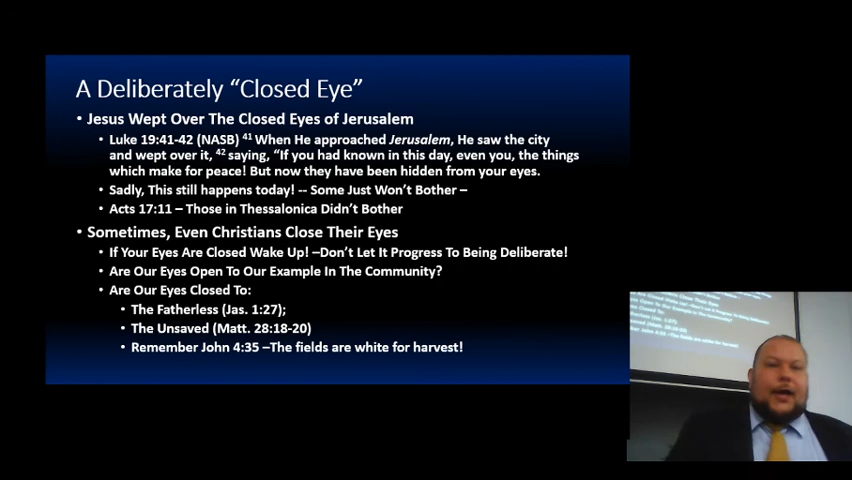 A Deliberately “Closed Eye”
• Jesus Wept Over The Closed Eyes of Jerusalem
• Luke 19:41-42 (NASB) 41 When He approached Jerusalem, He saw the city
and wept over it, 42 saying, “If you had known in this day, even you, the things
which make for peace! But now they have been hidden from your eyes.
• Sadly, This still happens today! -- Some Just Won’t Bother –
• Acts 17:11 – Those in Thessalonica Didn’t Bother
• Sometimes, Even Christians Close Their Eyes
• If Your Eyes Are Closed Wake Up! –Don’t Let It Progress To Being Deliberate!
• Are Our Eyes Open To Our Example In The Community?
• Are Our Eyes Closed To:
• The Fatherless (Jas. 1:27);
• The Unsaved (Matt. 28:18-20)
• Remember John 4:35 –The fields are white for harvest!